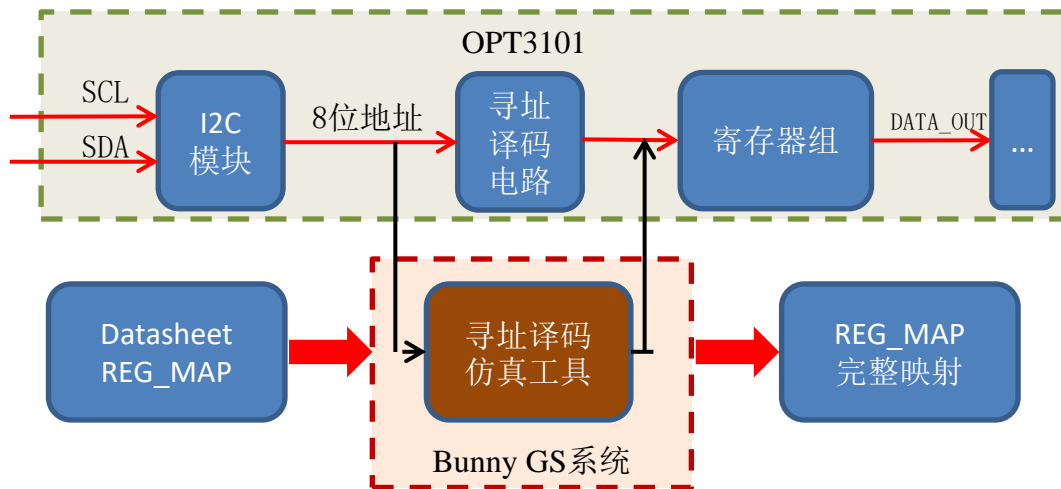 OPT3101
SCL
SDA
I2C
模块
8位地址
寻址
译码
电路
寄存器组
DATA_OUT
...
Datasheet
REG_MAP
寻址译码
仿真工具
REG_MAP
完整映射
Bunny GS系统